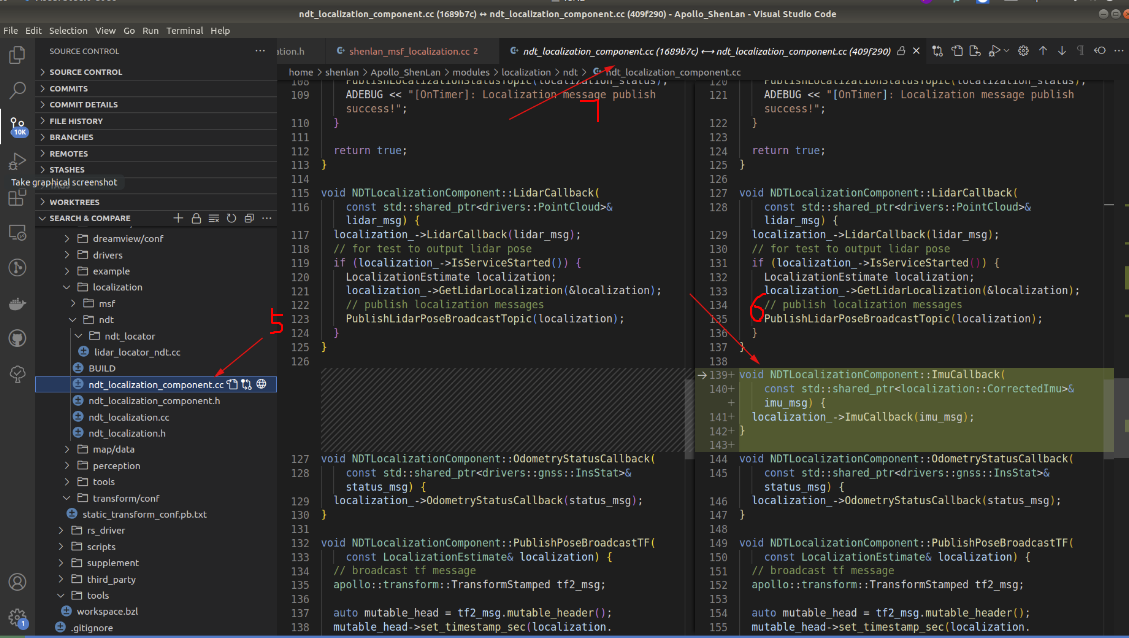 ndt_localization_component.cc (1689b7c) ↔ ndt_localization_component.cc (409f290) - Apollo_ShenLan - Visual Studio Code
File Edit Selection View Go Run Terminal Help
SOURCE CONTROL
ation.h
shenlan_msf_localization.cc 2
ndt_localization_component.cc (1689b7c) ⟷ ndt_localization_component.cc (409f290)
home > shenlan > Apollo_ShenLan > modules > localization > ndt > ndt_localization_component.cc
10K
Take graphical screenshot
1
SOURCE CONTROL
COMMITS
COMMIT DETAILS
FILE HISTORY
BRANCHES
REMOTES
STASHES
WORKTREES
SEARCH & COMPARE
dreamview/conf
drivers
example
localization
msf
ndt
ndt_locator
lidar_locator_ndt.cc
BUILD
ndt_localization_component.cc
ndt_localization_component.h
ndt_localization.cc
ndt_localization.h
map/data
perception
tools
transform/conf
static_transform_conf.pb.txt
rs_driver
scripts
supplement
third_party
tools
workspace.bzl
.gitignore
5
7
6
109 ADEBUG << "[OnTimer]: Localization message publish
success!";
110 }
111
112 return true;
113 }
114
115 void NDTLocalizationComponent::LidarCallback(
116 const std::shared_ptr<drivers::PointCloud>&
lidar_msg) {
117 localization_->LidarCallback(lidar_msg);
118 // for test to output lidar pose
119 if (localization_->IsServiceStarted()) {
120 LocalizationEstimate localization;
121 localization_->GetLidarLocalization(&localization);
122 // publish localization messages
123 PublishLidarPoseBroadcastTopic(localization);
124 }
125 }
126
127 void NDTLocalizationComponent::OdometryStatusCallback(
128 const std::shared_ptr<drivers::gnss::InsStat>&
status_msg) {
129 localization_->OdometryStatusCallback(status_msg);
130 }
131
132 void NDTLocalizationComponent::PublishPoseBroadcastTF(
133 const LocalizationEstimate& localization) {
134 // broadcast tf message
135 apollo::transform::TransformStamped tf2_msg;
136
137 auto mutable_head = tf2_msg.mutable_header();
138 mutable_head->set_timestamp_sec(localization.
121 ADEBUG << "[OnTimer]: Localization message publish
success!";
122 }
123
124 return true;
125 }
126
127 void NDTLocalizationComponent::LidarCallback(
128 const std::shared_ptr<drivers::PointCloud>&
lidar_msg) {
129 localization_->LidarCallback(lidar_msg);
130 // for test to output lidar pose
131 if (localization_->IsServiceStarted()) {
132 LocalizationEstimate localization;
133 localization_->GetLidarLocalization(&localization);
134 // publish localization messages
135 PublishLidarPoseBroadcastTopic(localization);
136 }
137 }
138
139+ void NDTLocalizationComponent::ImuCallback(
140+ const std::shared_ptr<localization::CorrectedImu>&
+ imu_msg) {
141+ localization_->ImuCallback(imu_msg);
142+ }
143+
144 void NDTLocalizationComponent::OdometryStatusCallback(
145 const std::shared_ptr<drivers::gnss::InsStat>&
status_msg) {
146 localization_->OdometryStatusCallback(status_msg);
147 }
148
149 void NDTLocalizationComponent::PublishPoseBroadcastTF(
150 const LocalizationEstimate& localization) {
151 // broadcast tf message
152 apollo::transform::TransformStamped tf2_msg;
153
154 auto mutable_head = tf2_msg.mutable_header();
155 mutable_head->set_timestamp_sec(localization.